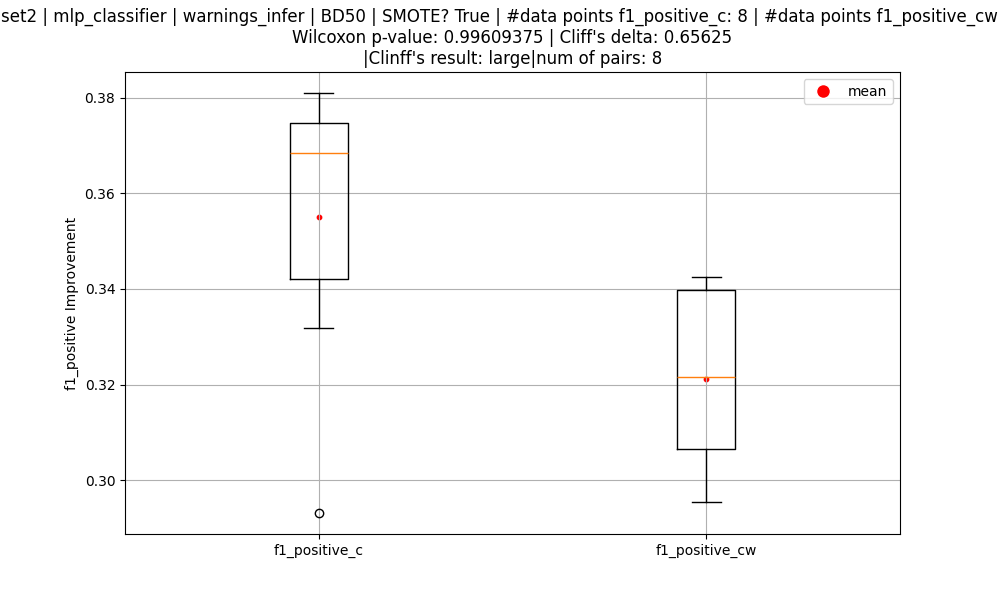 set2 | mlp_classifier | warnings_infer | BD50 | SMOTE? True | #data points f1_positive_c: 8 | #data points f1_positive_cw
Wilcoxon p-value: 0.99609375 | Cliff's delta: 0.65625
|Clinff's result: large|num of pairs: 8
mean
0.38
0.36
0.34
0.32
0.30
f1_positive Improvement
f1_positive_c
f1_positive_cw